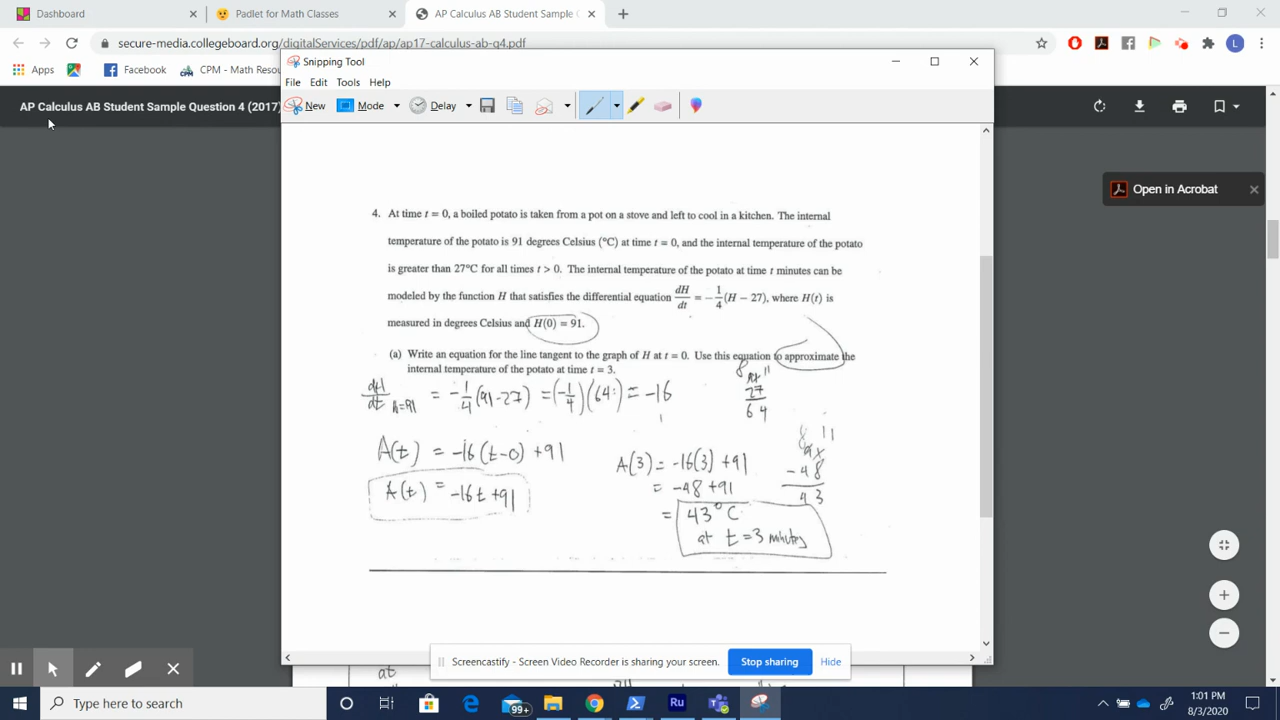 Dashboard
Padlet for Math Classes
AP Calculus AB Student Sample Q
secure-media.collegeboard.org/digitalServices/pdf/ap/ap17-calculus-ab-q4.pdf
L
Apps
Facebook
CPM - Math Resou
AP Calculus AB Student Sample Question 4 (2017)
Snipping Tool
File Edit Tools Help
New Mode Delay
Open in Acrobat
4. At time t = 0, a boiled potato is taken from a pot on a stove and left to cool in a kitchen. The internal
temperature of the potato is 91 degrees Celsius (°C) at time t = 0, and the internal temperature of the potato
is greater than 27°C for all times t > 0. The internal temperature of the potato at time t minutes can be
modeled by the function H that satisfies the differential equation dH/dt = -1/4(H - 27), where H(t) is
measured in degrees Celsius and H(0) = 91.
(a) Write an equation for the line tangent to the graph of H at t = 0. Use this equation to approximate the
internal temperature of the potato at time t = 3.
dH/dt H=91 = -1/4(91-27) = (-1/4)(64) = -16
8 11
27
64
A(t) = -16(t-0) +91
A(t) = -16t +91
A(3) = -16(3) +91
= -48 +91
= 43° C
at t = 3 minutes
8 11
-48
43
Screencastify - Screen Video Recorder is sharing your screen. Stop sharing Hide
at
Type here to search
99+
Ru
1:01 PM
8/3/2020